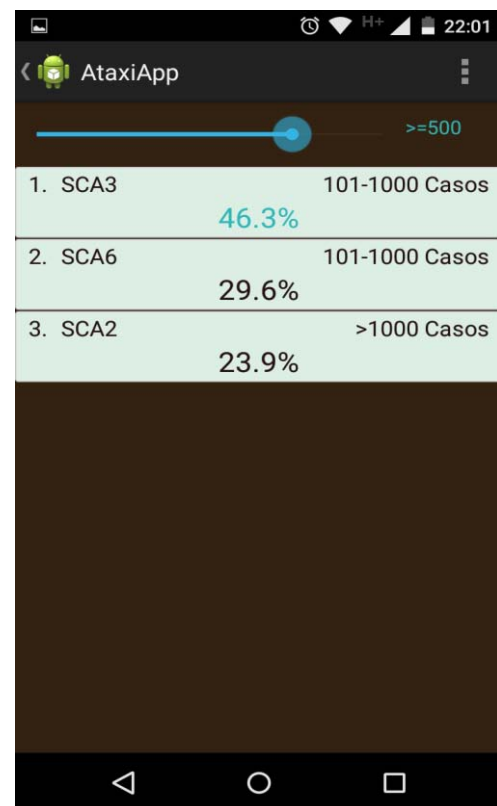 H+ 22:01
AtaxiApp
>=500
1. SCA3 101-1000 Casos
46.3%
2. SCA6 101-1000 Casos
29.6%
3. SCA2 >1000 Casos
23.9%